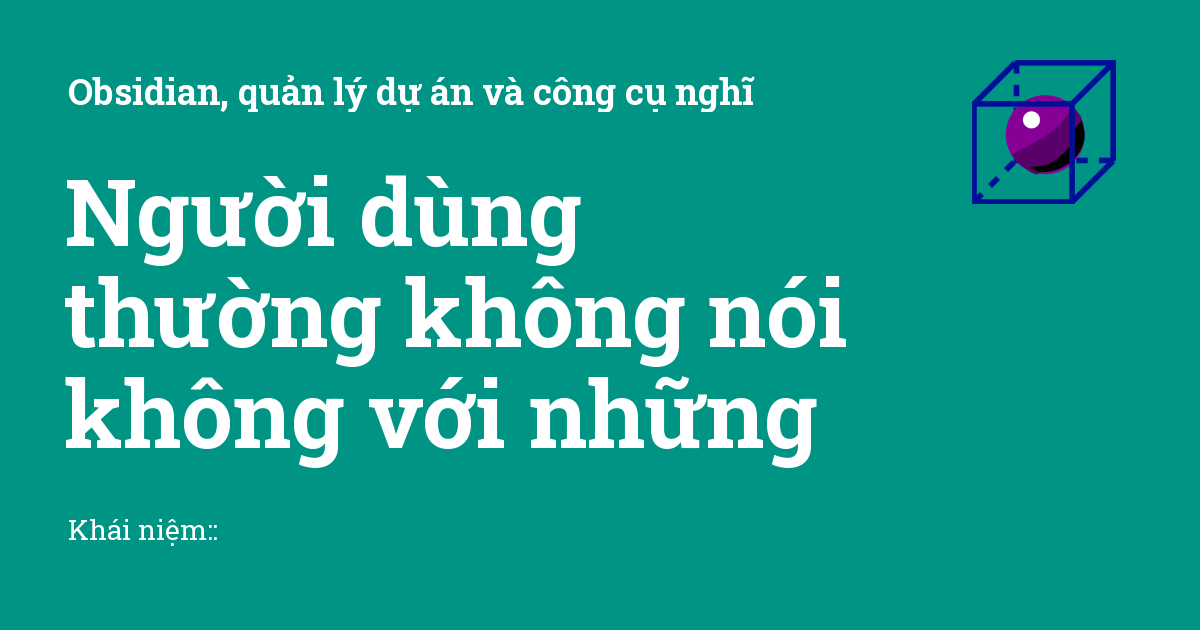 Obsidian, quản lý dự án và công cụ nghĩ
Người dùng
thường không nói
không với những
Khái niệm::